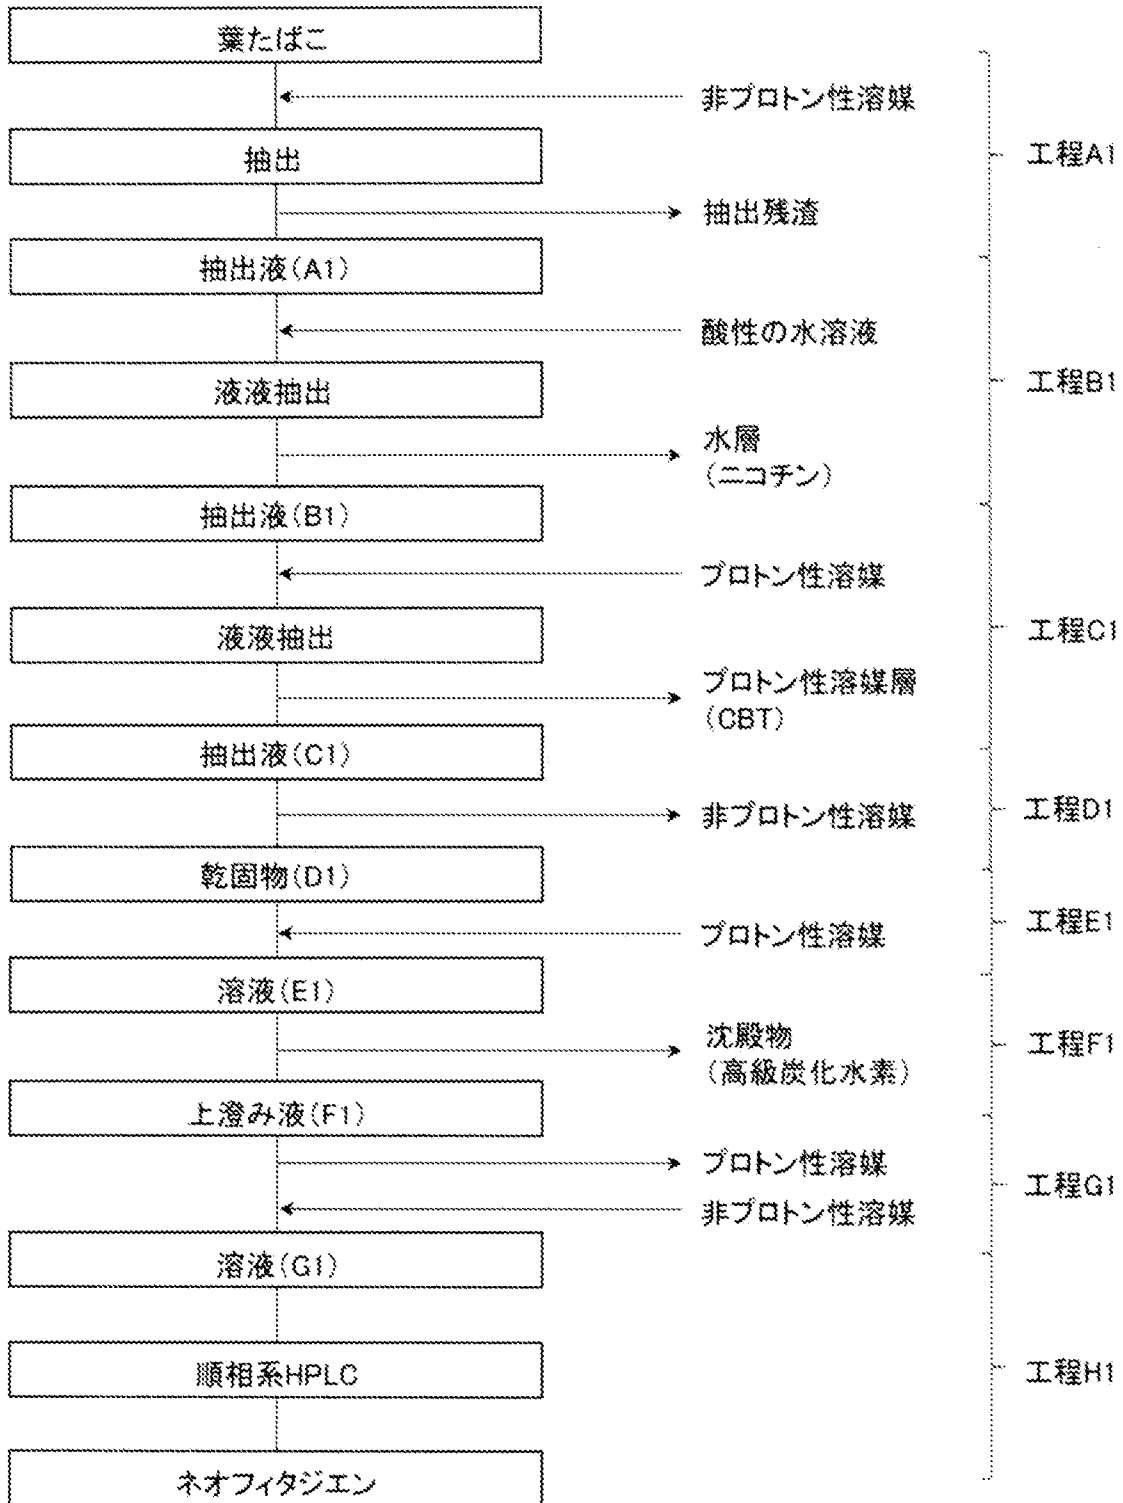 葉たばこ
非プロトン性溶媒
抽出
工程A1
抽出残渣
抽出液(A1)
酸性の水溶液
液液抽出
工程B1
水層
(ニコチン)
抽出液(B1)
プロトン性溶媒
液液抽出
工程C1
プロトン性溶媒層
(CBT)
抽出液(C1)
非プロトン性溶媒
工程D1
乾固物(D1)
プロトン性溶媒
工程E1
溶液(E1)
沈殿物
(高級炭化水素)
工程F1
上澄み液(F1)
プロトン性溶媒
工程G1
非プロトン性溶媒
溶液(G1)
順相系HPLC
工程H1
ネオフィタジエン